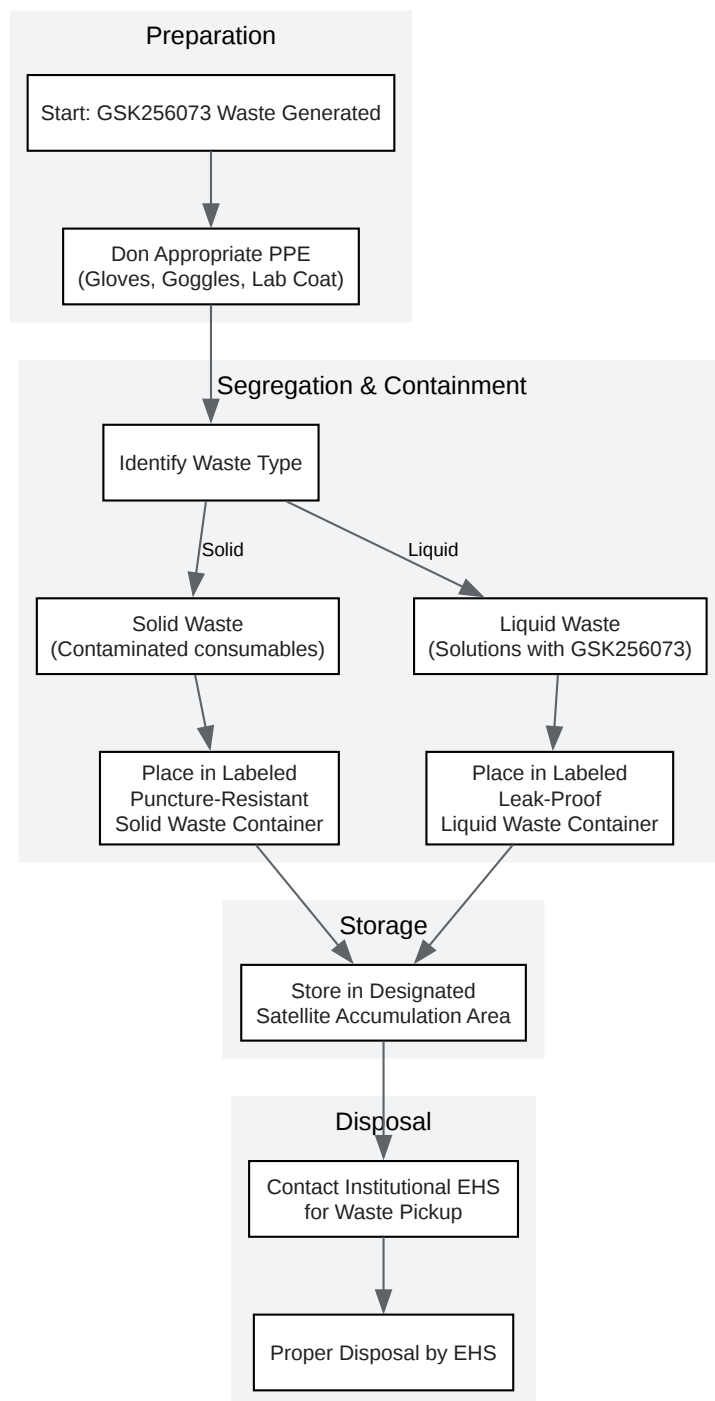 Preparation
Start: GSK256073 Waste Generated
Don Appropriate PPE
(Gloves, Goggles, Lab Coat)
Segregation & Containment
Identify Waste Type
Solid
Liquid
Solid Waste
(Contaminated consumables)
Liquid Waste
(Solutions with GSK256073)
Place in Labeled
Puncture-Resistant
Solid Waste Container
Place in Labeled
Leak-Proof
Liquid Waste Container
Storage
Store in Designated
Satellite Accumulation Area
Disposal
Contact Institutional EHS
for Waste Pickup
Proper Disposal by EHS